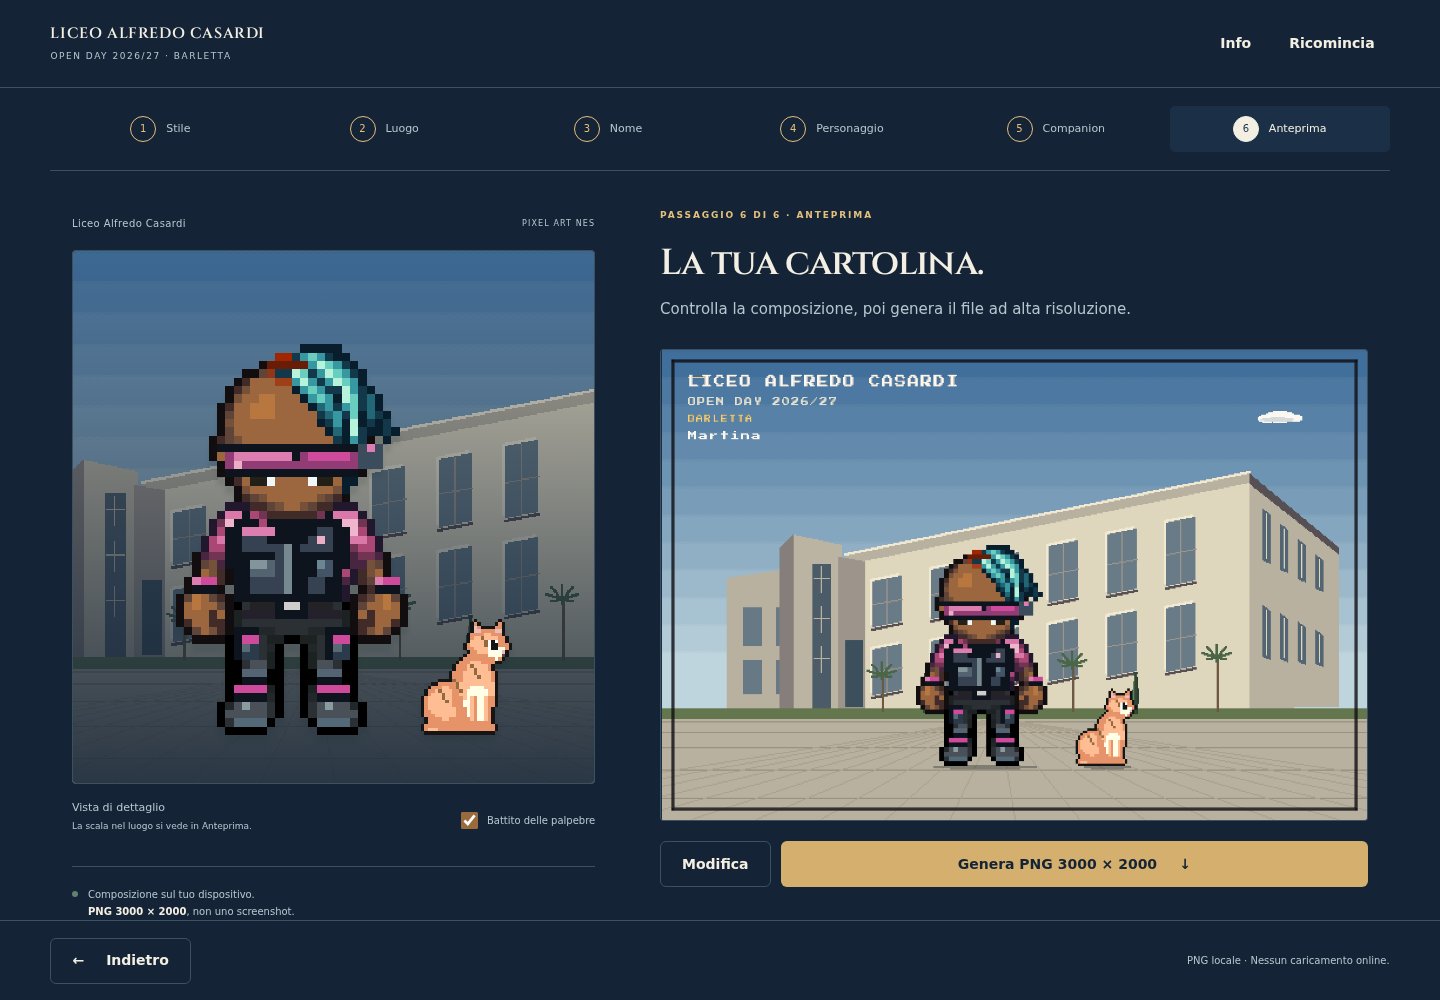 LICEO ALFREDO CASARDI
OPEN DAY 2026/27 · BARLETTA
Info
Ricomincia
1 Stile
2 Luogo
3 Nome
4 Personaggio
5 Companion
6 Anteprima
Liceo Alfredo Casardi
PIXEL ART NES
Vista di dettaglio
La scala nel luogo si vede in Anteprima.
Battito delle palpebre
Composizione sul tuo dispositivo.
PNG 3000 × 2000, non uno screenshot.
PASSAGGIO 6 DI 6 · ANTEPRIMA
LA TUA CARTOLINA.
Controlla la composizione, poi genera il file ad alta risoluzione.
LICEO ALFREDO CASARDI
OPEN DAY 2026/27
BARLETTA
Martina
Modifica
Genera PNG 3000 × 2000 ↓
← Indietro
PNG locale · Nessun caricamento online.